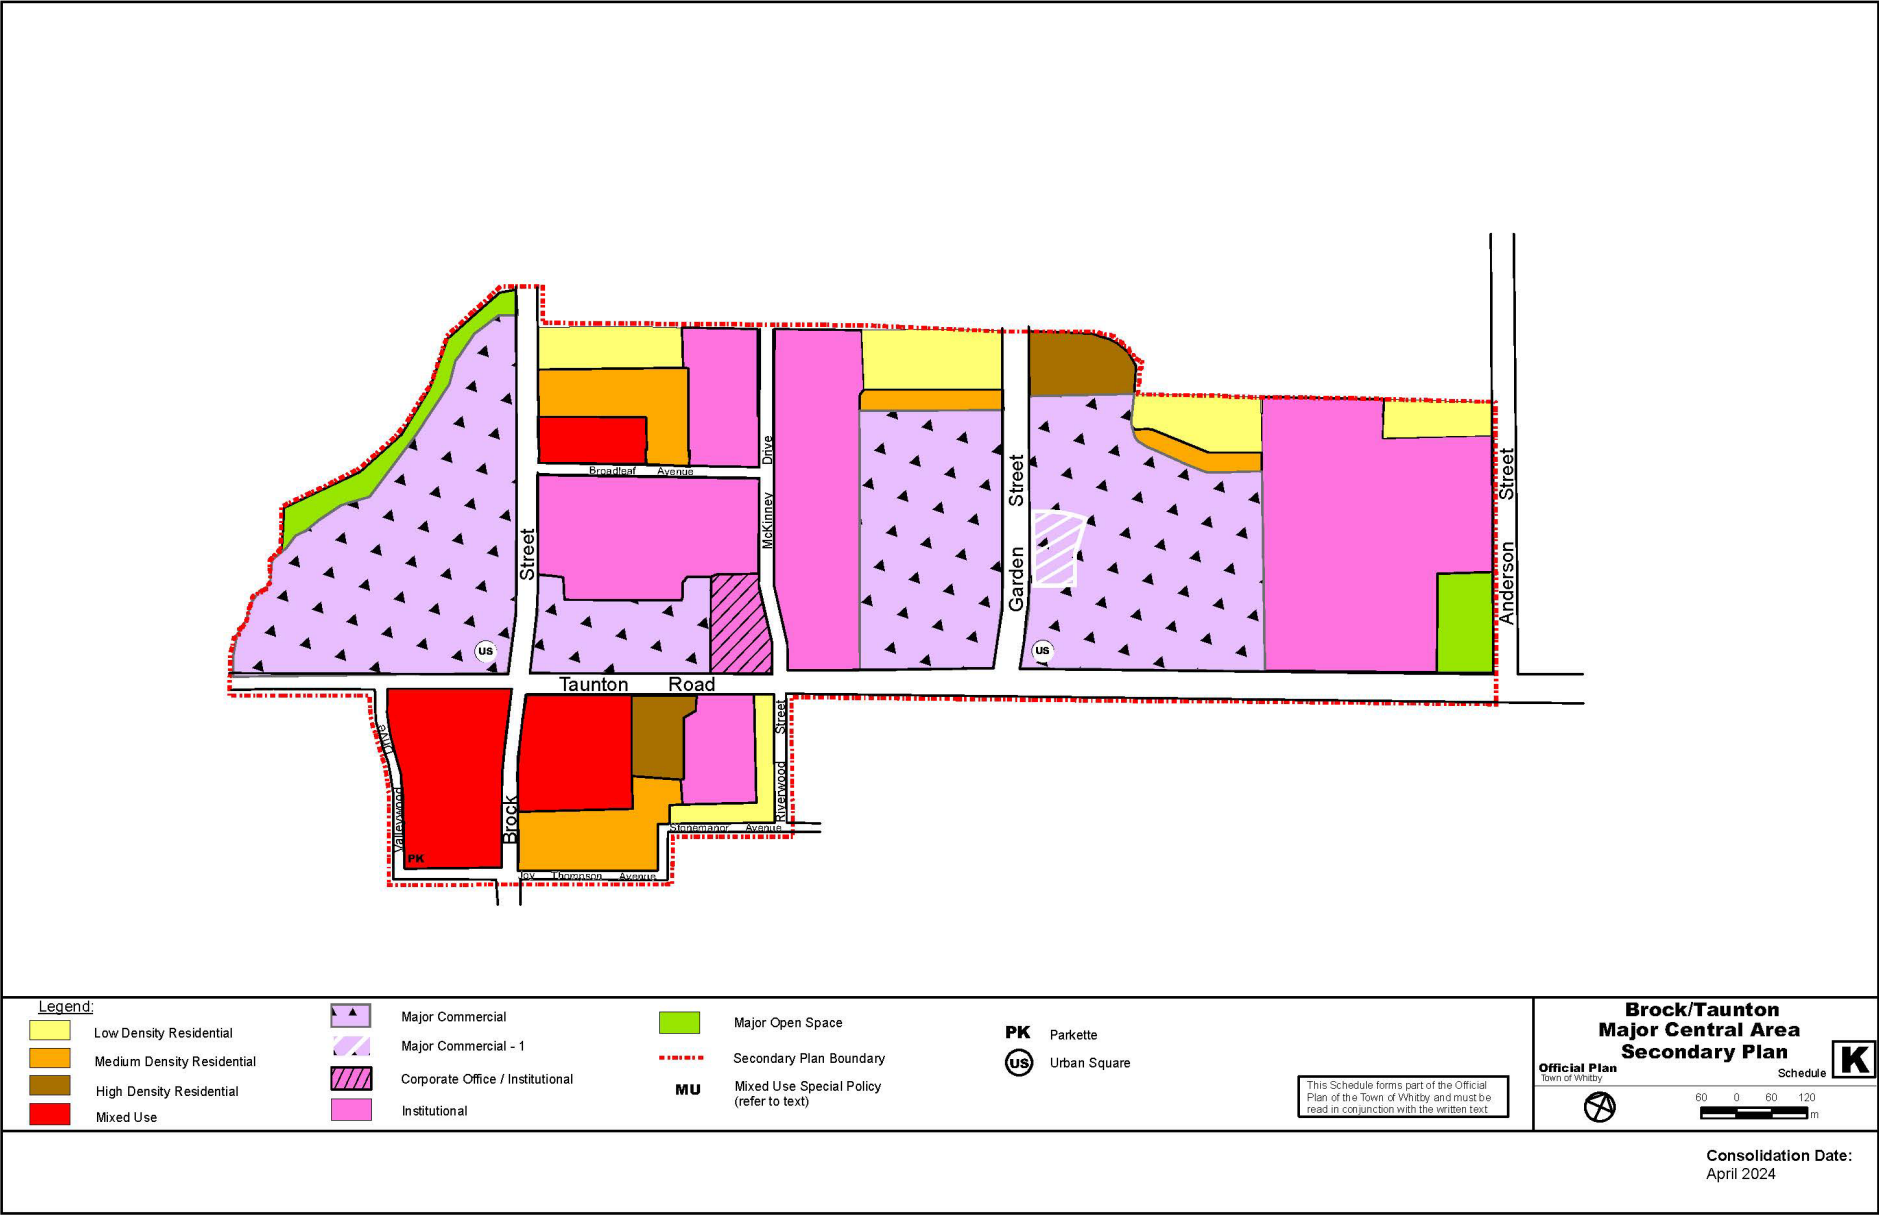 Drive
Street
Broadleaf Avenue
McKinney
Street
Street
Street
Garden
Anderson
US
US
Taunton Road
Drive
Street
Valleywood
Brock
Riverwood
Stonemanor Avenue
PK
Joy Thompson Avenue
Legend:
Low Density Residential
Medium Density Residential
High Density Residential
Mixed Use
Major Commercial
Major Commercial - 1
Corporate Office / Institutional
Institutional
Major Open Space
Secondary Plan Boundary
MU Mixed Use Special Policy
(refer to text)
PK Parkette
US Urban Square
This Schedule forms part of the Official
Plan of the Town of Whitby and must be
read in conjunction with the written text
Brock/Taunton
Major Central Area
Secondary Plan
Official Plan
Town of Whitby
Schedule K
60 0 60 120
m
Consolidation Date:
April 2024